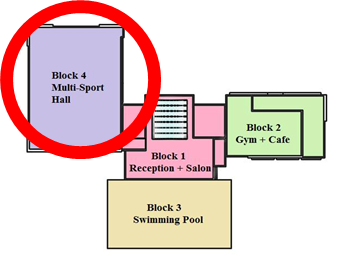 Block 4
Multi-Sport
Hall
Block 2
Gym + Cafe
Block 1
Reception + Salon
Block 3
Swimming Pool